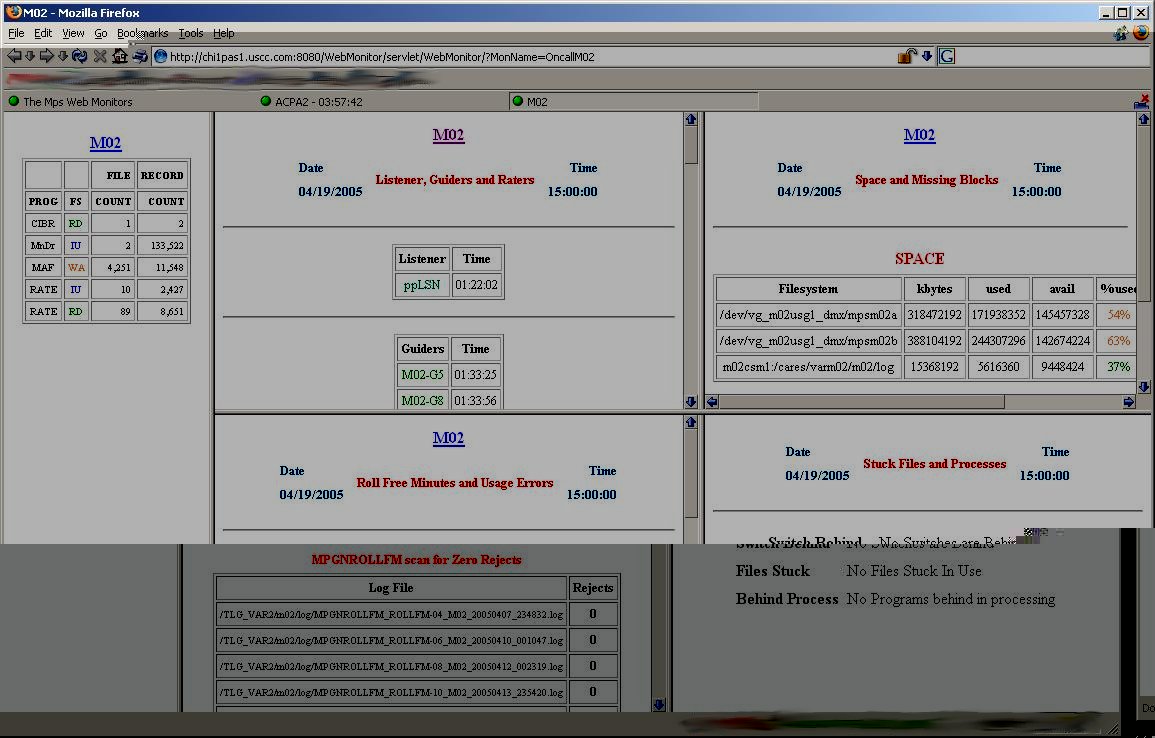 M02 - Mozilla Firefox
File Edit View Go Bookmarks Tools Help
http://chi1pas1.uscc.com:8080/WebMonitor/servlet/WebMonitor/?MonName=OncallM02
The Mps Web Monitors
ACPA2 - 03:57:42
M02
M02
FILE RECORD
PROG FS COUNT COUNT
CIBR RD 1 2
MnDr IU 2 133,522
MAF WA 4,251 11,548
RATE IU 10 2,427
RATE RD 89 8,651
M02
Date Time
Listener, Guiders and Raters
04/19/2005 15:00:00
Listener Time
ppLSN 01:22:02
Guiders Time
M02-G5 01:33:25
M02-G8 01:33:56
M02
Date Time
Space and Missing Blocks
04/19/2005 15:00:00
SPACE
Filesystem kbytes used avail %used
/dev/vg_m02usg1_dmx/mpsm02a 318472192 171938352 145457328 54%
/dev/vg_m02usg1_dmx/mpsm02b 388104192 244307296 142674224 63%
m02csm1:/cares/varm02/m02/log 15368192 5616360 9448424 37%
M02
Date Time
Roll Free Minutes and Usage Errors
04/19/2005 15:00:00
MPGNROLLFM scan for Zero Rejects
Log File Rejects
/TLG_VAR2/m02/log/MPGNROLLFM_ROLLFM-04_M02_20050407_234832.log 0
/TLG_VAR2/m02/log/MPGNROLLFM_ROLLFM-06_M02_20050410_001047.log 0
/TLG_VAR2/m02/log/MPGNROLLFM_ROLLFM-08_M02_20050412_002319.log 0
/TLG_VAR2/m02/log/MPGNROLLFM_ROLLFM-10_M02_20050413_235420.log 0
Date Time
Stuck Files and Processes
04/19/2005 15:00:00
Switch Behind No Switches are Behind
Files Stuck No Files Stuck In Use
Behind Process No Programs behind in processing
Do